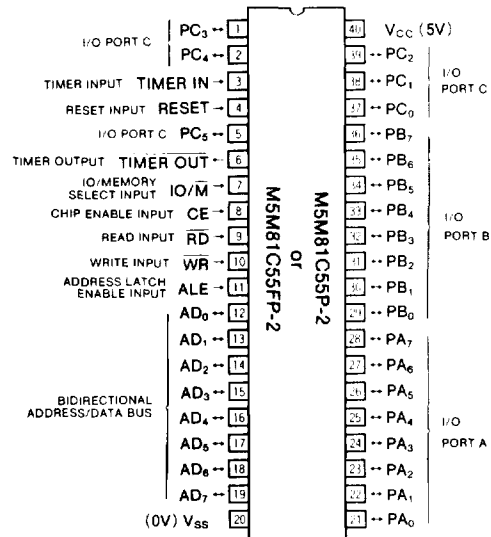 I/O PORT C
PC₃ ↔ 1
PC₄ ↔ 2
TIMER INPUT TIMER IN → 3
RESET INPUT RESET → 4
I/O PORT C PC₅ ↔ 5
TIMER OUTPUT T̅I̅M̅E̅R̅ O̅U̅T̅ ← 6
IO/MEMORY
SELECT INPUT IO/M̅ → 7
CHIP ENABLE INPUT CE → 8
READ INPUT R̅D̅ → 9
WRITE INPUT W̅R̅ → 10
ADDRESS LATCH
ENABLE INPUT ALE → 11
AD₀ ↔ 12
AD₁ ↔ 13
AD₂ ↔ 14
AD₃ ↔ 15
BIDIRECTIONAL
ADDRESS/DATA BUS
AD₄ ↔ 16
AD₅ ↔ 17
AD₆ ↔ 18
AD₇ ↔ 19
(0V) Vss 20
M5M81C55P-2
or
M5M81C55FP-2
40 Vcc (5V)
39 ↔ PC₂
38 ↔ PC₁
37 ↔ PC₀
I/O
PORT C
36 ↔ PB₇
35 ↔ PB₆
34 ↔ PB₅
33 ↔ PB₄
32 ↔ PB₃
31 ↔ PB₂
30 ↔ PB₁
29 ↔ PB₀
I/O
PORT B
28 ↔ PA₇
27 ↔ PA₆
26 ↔ PA₅
25 ↔ PA₄
24 ↔ PA₃
23 ↔ PA₂
22 ↔ PA₁
21 ↔ PA₀
I/O
PORT A